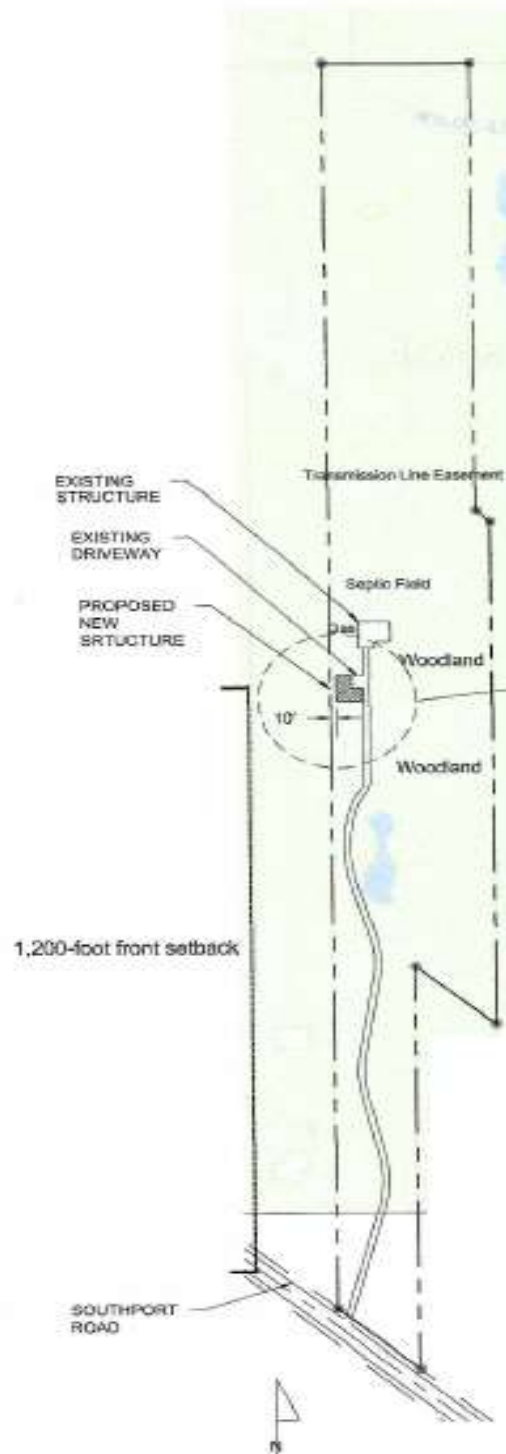 Transmission Line Easement
EXISTING
STRUCTURE
EXISTING
DRIVEWAY
Septic Field
PROPOSED
NEW
SRTUCTURE
Gas
Woodland
10'
Woodland
1,200-foot front setback
SOUTHPORT
ROAD
N